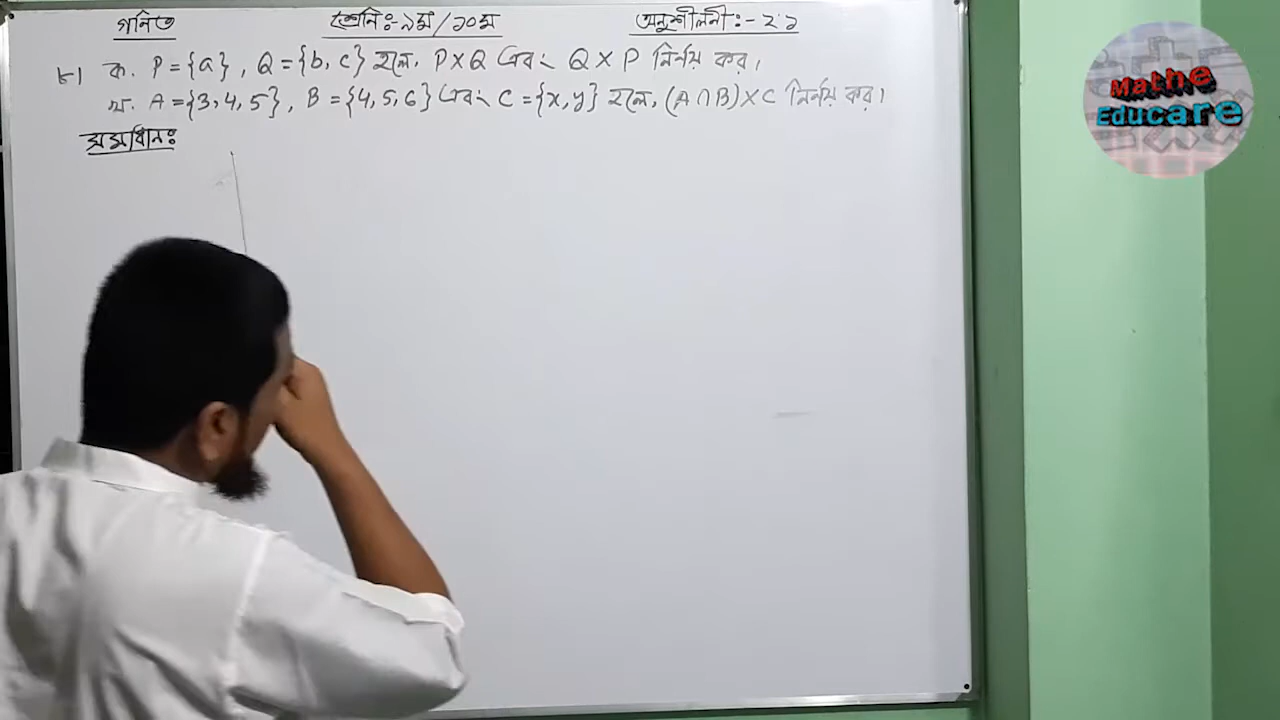 গনিত শ্রেনিঃ-৯ম/১০ম অনুশীলনী:-২.১
৮। ক. P={a}, Q={b, c} হলে, P×Q এবং Q×P নির্ণয় কর।
খ. A={3,4,5}, B={4,5,6} এবং C={x,y} হলে, (A∩B)×C নির্ণয় কর।
সমাধানঃ
Mathe
Educare